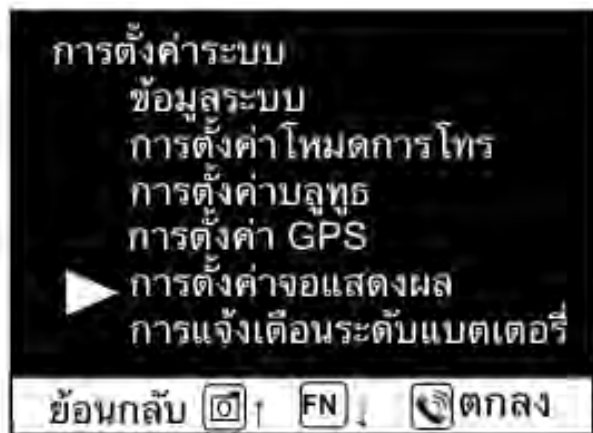 การตั้งค่าระบบ
ข้อมูลระบบ
การตั้งค่าโหมดการโทร
การตั้งค่าบลูทูธ
การตั้งค่า GPS
การตั้งค่าจอแสดงผล
การแจ้งเตือนระดับแบตเตอรี่
ย้อนกลับ ↑ FN ↓ ตกลง